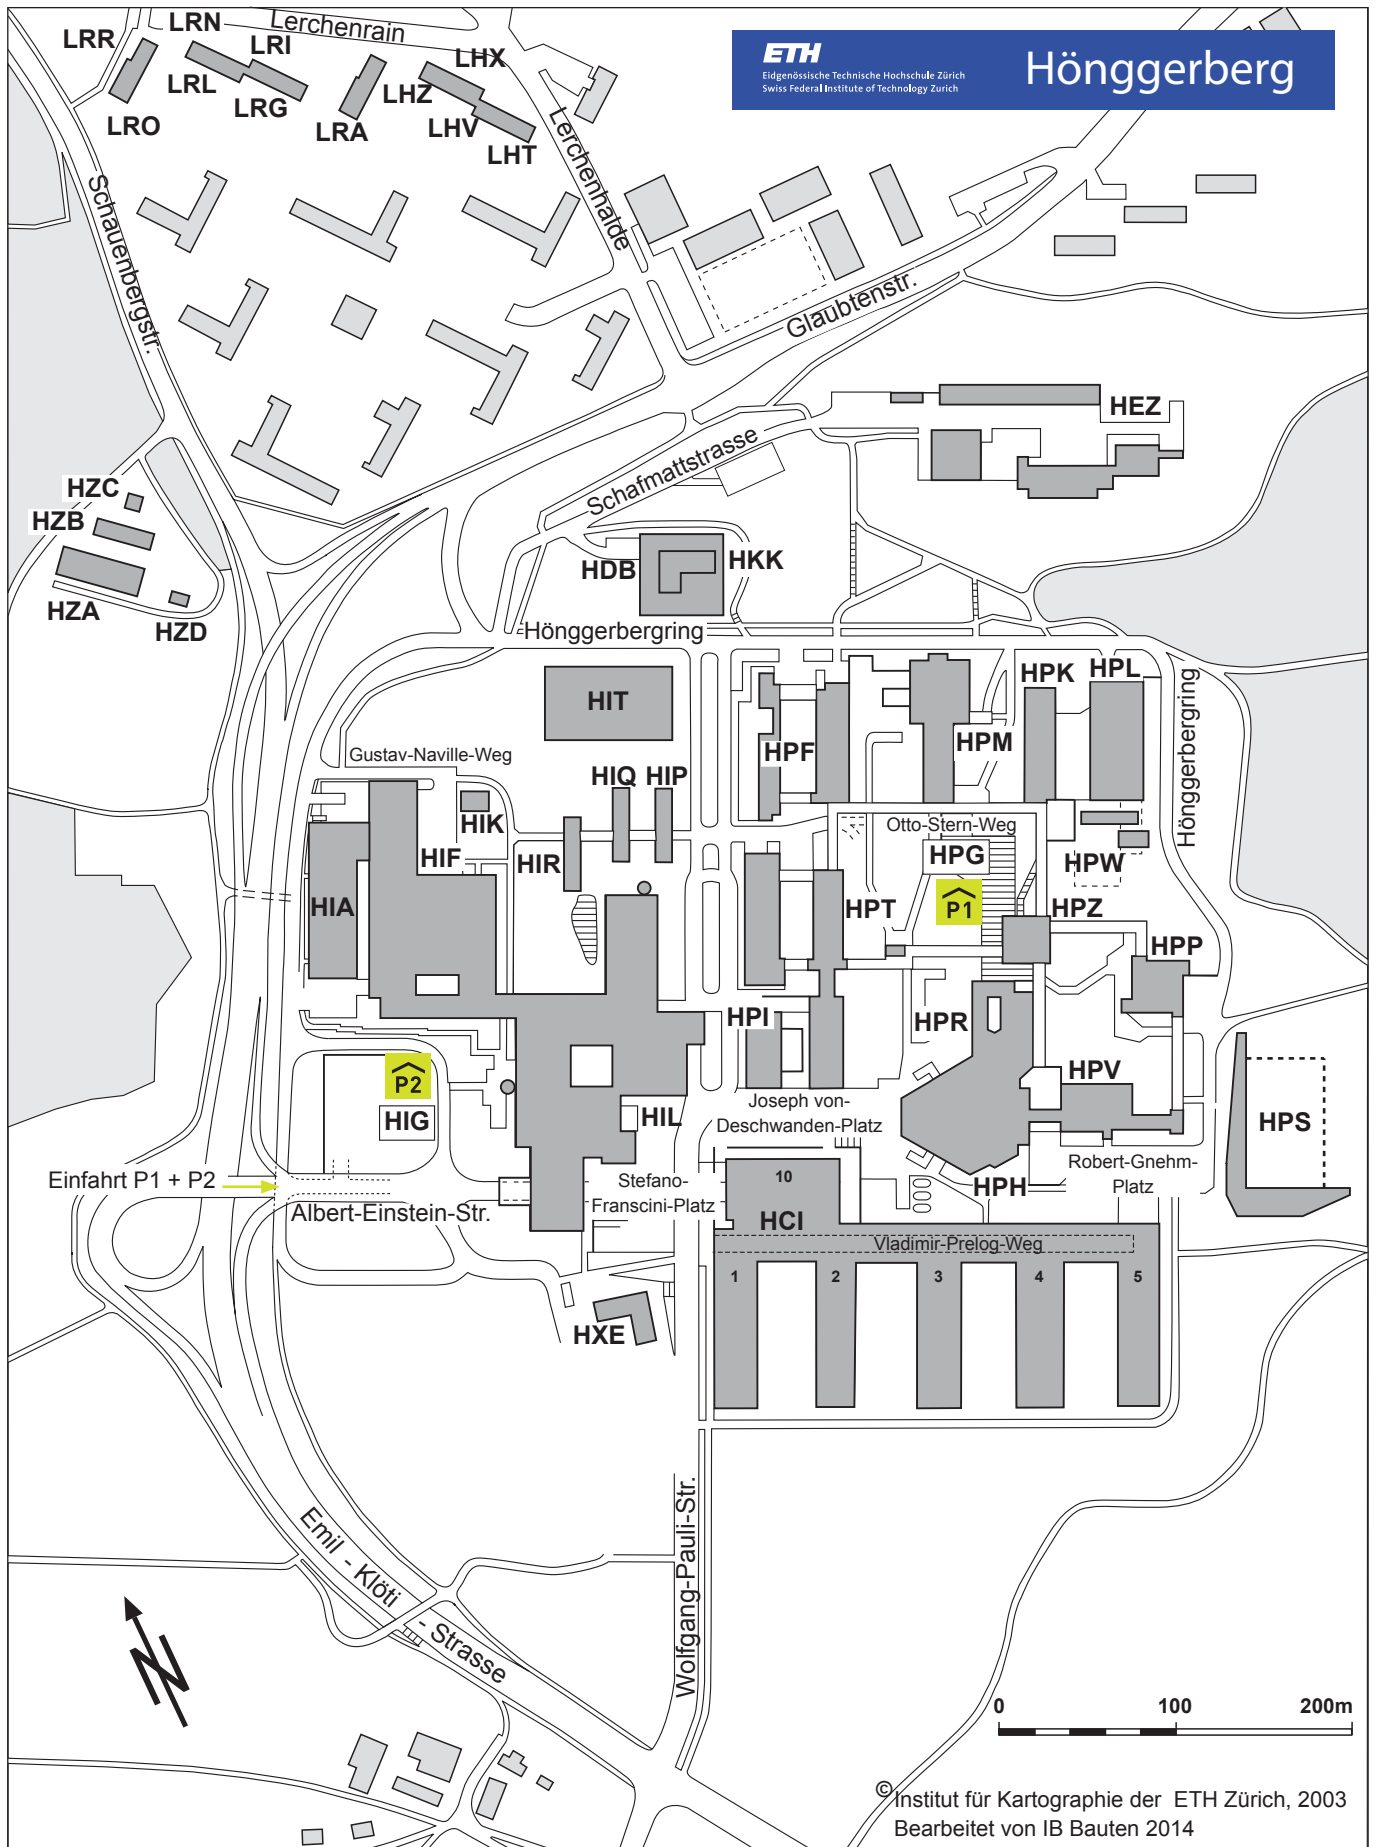 ETH
Eidgenössische Technische Hochschule Zürich
Swiss Federal Institute of Technology Zurich
Hönggerberg
LRR
LRN
Lerchenrain
LRI
LHX
LRL
LHZ
LRG
LRO
LRA
LHV
LHT
Lerchenhalde
Schauenbergstr.
Glaubtenstr.
HEZ
Schafmattstrasse
HZC
HZB
HDB
HKK
HZA
HZD
Hönggerbergring
HPK
HPL
HIT
Hönggerbergring
HPF
HPM
Gustav-Naville-Weg
HIQ
HIP
HIK
Otto-Stern-Weg
HIF
HIR
HPG
HPW
HIA
HPT
P1
HPZ
HPP
HPI
HPR
P2
HPV
HIG
HIL
Joseph von-
Deschwanden-Platz
HPS
Einfahrt P1 + P2
Stefano-
Franscini-Platz
10
HPH
Robert-Gnehm-
Platz
Albert-Einstein-Str.
HCI
Vladimir-Prelog-Weg
1
2
3
4
5
HXE
Emil - Klöti - Strasse
Wolfgang-Pauli-Str.
N
0
100
200m
© Institut für Kartographie der ETH Zürich, 2003
Bearbeitet von IB Bauten 2014